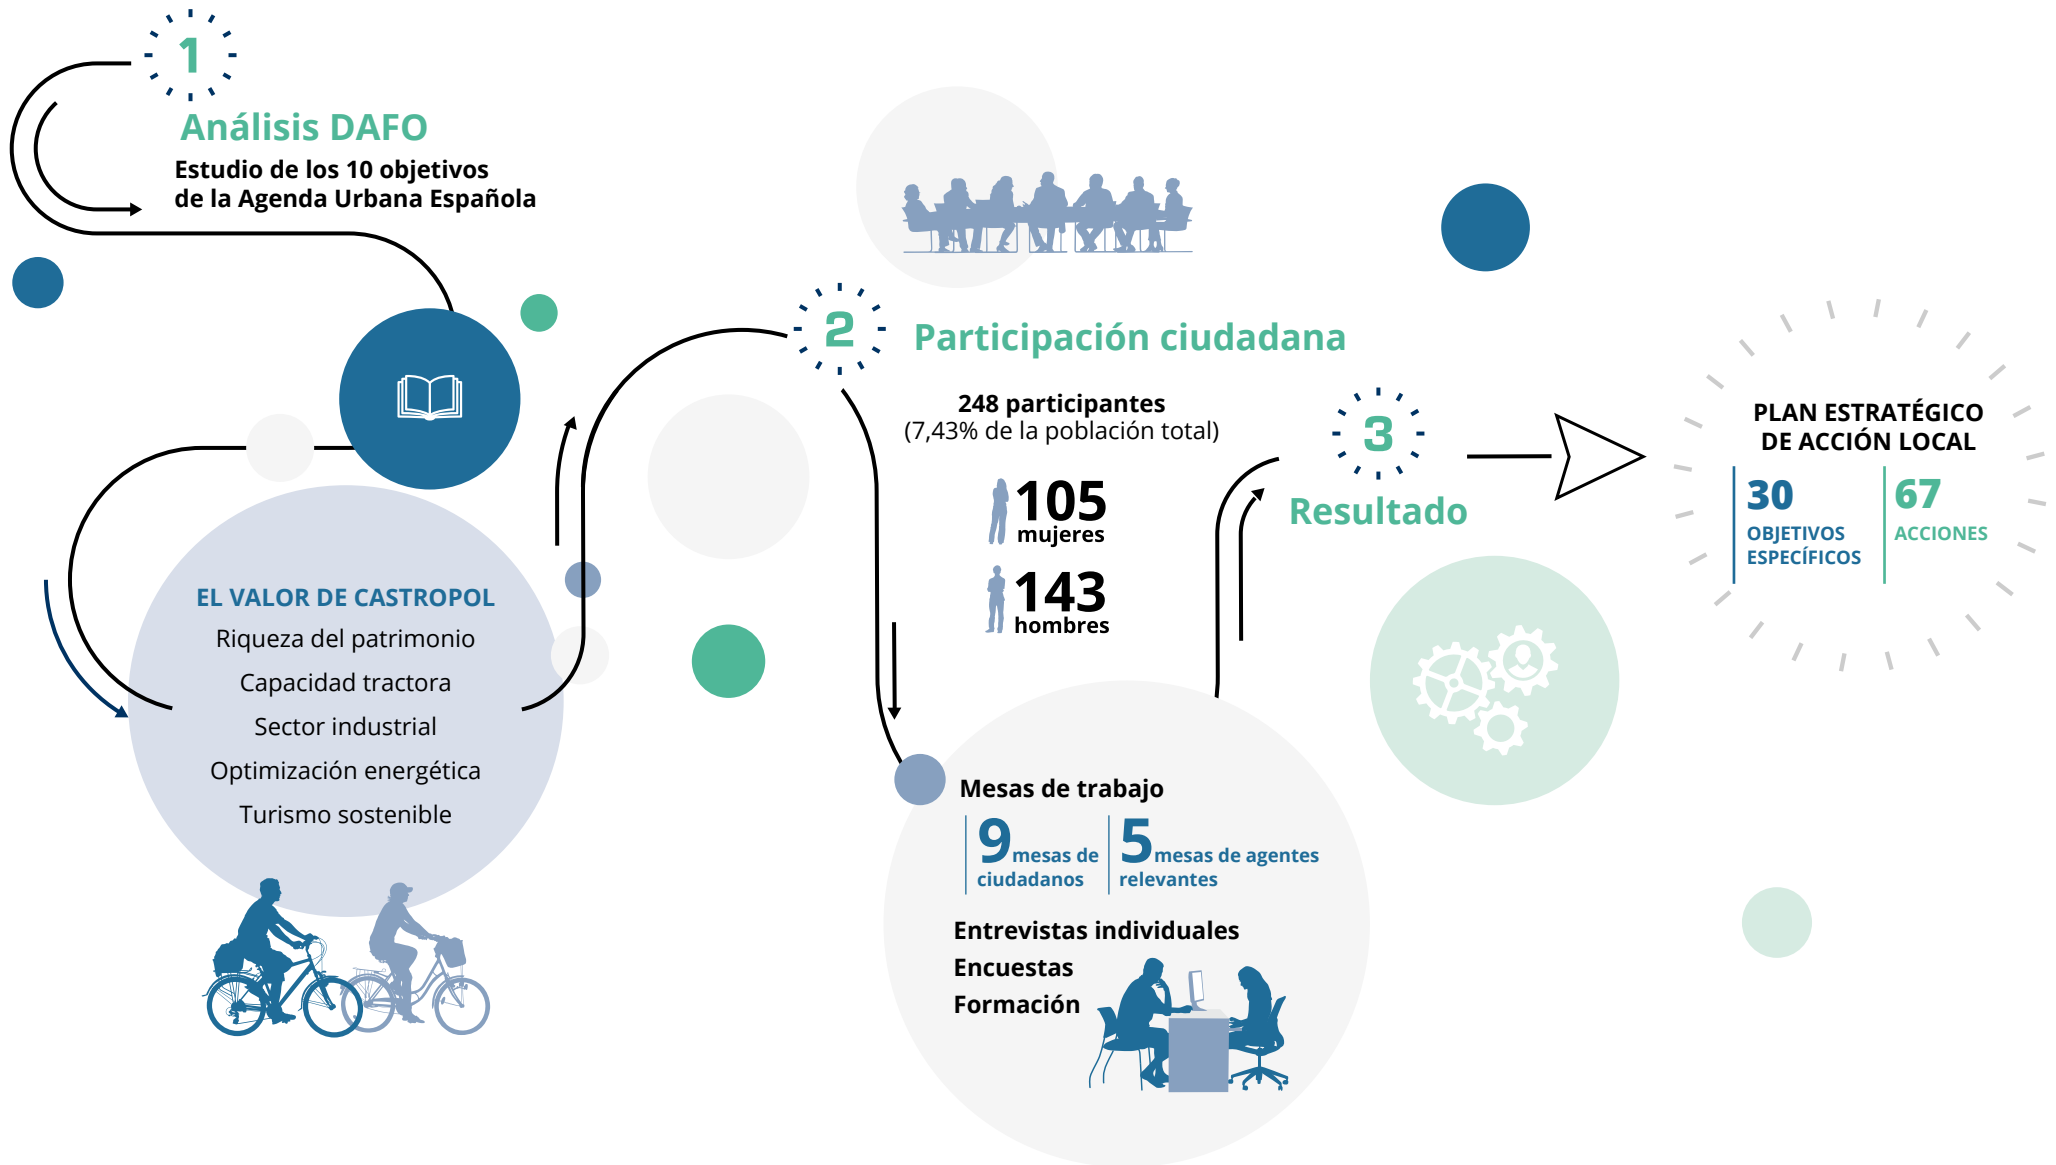 1
Análisis DAFO
Estudio de los 10 objetivos
de la Agenda Urbana Española
EL VALOR DE CASTROPOL
Riqueza del patrimonio
Capacidad tractora
Sector industrial
Optimización energética
Turismo sostenible
2
Participación ciudadana
248 participantes
(7,43% de la población total)
105
mujeres
143
hombres
Mesas de trabajo
9 mesas de
ciudadanos
5 mesas de agentes
relevantes
Entrevistas individuales
Encuestas
Formación
3
Resultado
PLAN ESTRATÉGICO
DE ACCIÓN LOCAL
30
OBJETIVOS
ESPECÍFICOS
67
ACCIONES